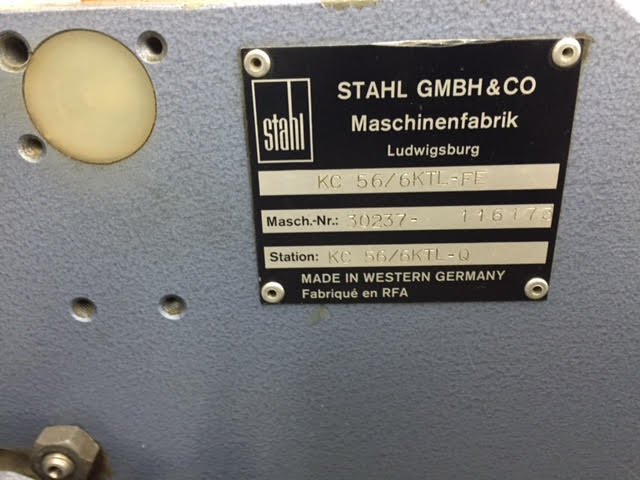 stahl
STAHL GMBH & CO
Maschinenfabrik
Ludwigsburg
KC 56/6KTL-FE
Masch.-Nr.: 30237-
Station: KC 56/6KTL-Q
MADE IN WESTERN GERMANY
Fabriqué en RFA